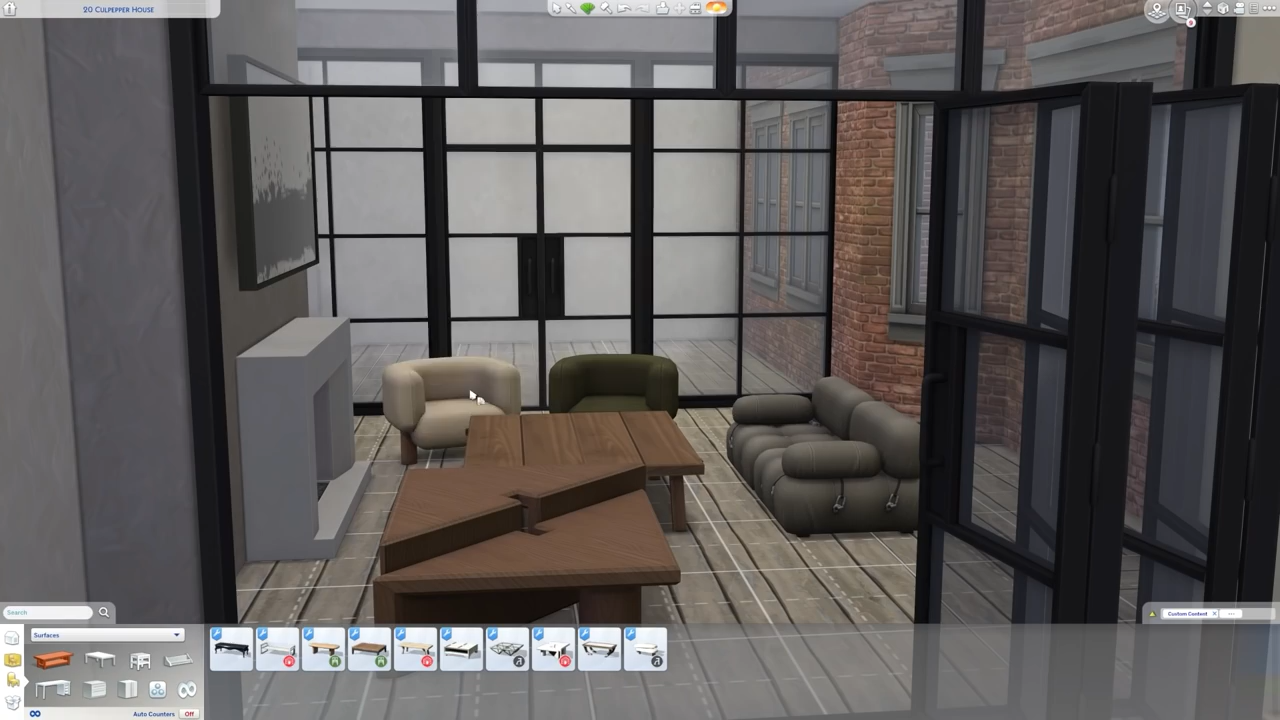 20 Culpepper House
Search
Custom Content X
Surfaces
Auto Counters Off